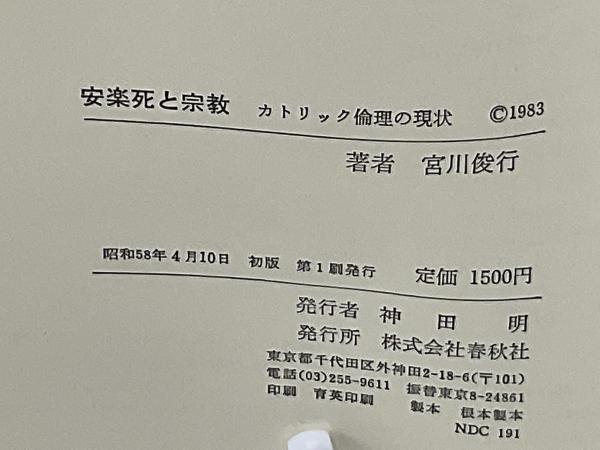 安楽死と宗教 カトリック倫理の現状 ©1983
著者 宮川俊行
昭和58年4月10日 初版 第1刷発行 定価 1500円
発行者 神田明
発行所 株式会社春秋社
東京都千代田区外神田2-18-6(〒101)
電話(03)255-9611 振替東京8-24861
印刷 育英印刷 製本 根本製本
NDC 191